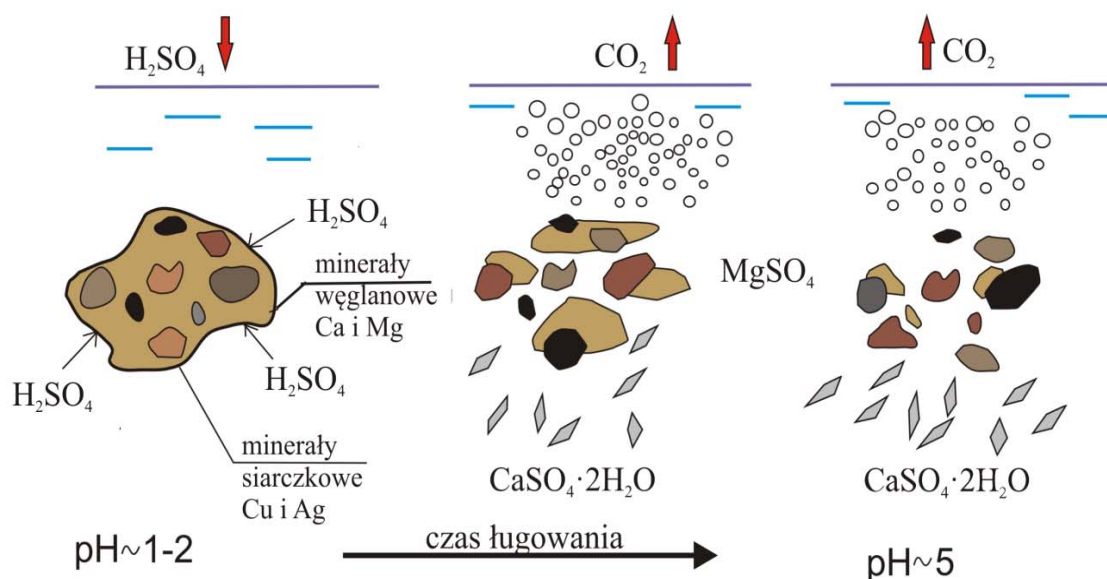 H₂SO₄
CO₂
CO₂
H₂SO₄
minerały
węglanowe
Ca i Mg
MgSO₄
H₂SO₄
H₂SO₄
minerały
siarczkowe
Cu i Ag
CaSO₄·2H₂O
CaSO₄·2H₂O
pH~1-2
czas ługowania
pH~5